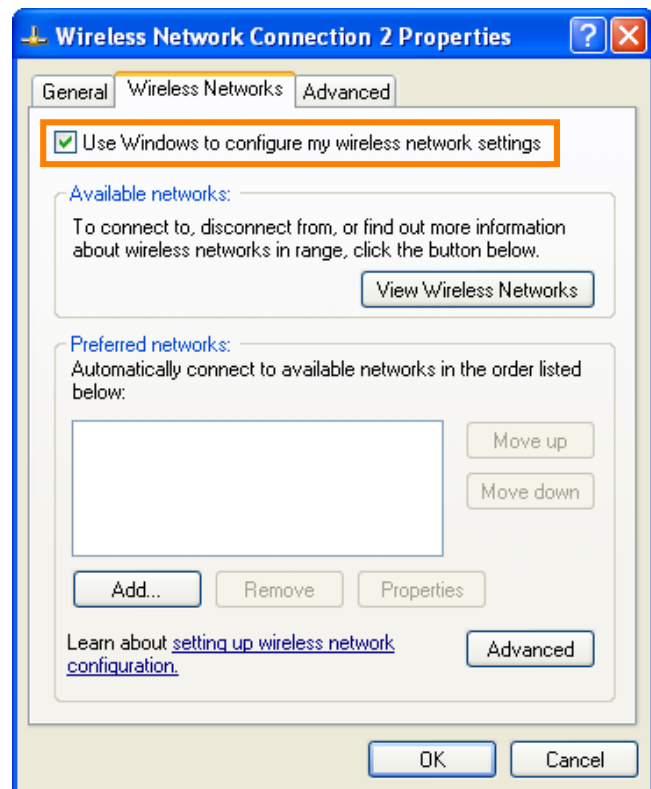 Wireless Network Connection 2 Properties
?
X
General
Wireless Networks
Advanced
Use Windows to configure my wireless network settings
Available networks:
To connect to, disconnect from, or find out more information
about wireless networks in range, click the button below.
View Wireless Networks
Preferred networks:
Automatically connect to available networks in the order listed
below:
Move up
Move down
Add...
Remove
Properties
Learn about setting up wireless network
configuration.
Advanced
OK
Cancel